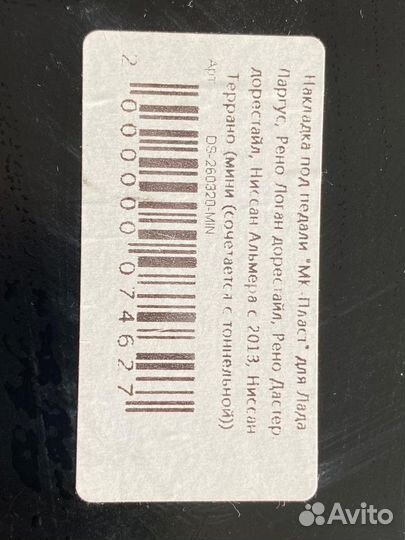 Накладка под педали "Мк-Пласт" для Лада
Ларгус, Рено Логан дорестайл, Рено Дастер
дорестайл, Ниссан Альмера с 2013, Ниссан
Террано (мини (сочетается с тоннельной))
Арт DS-260320-MIN
2 000000 074627
Avito